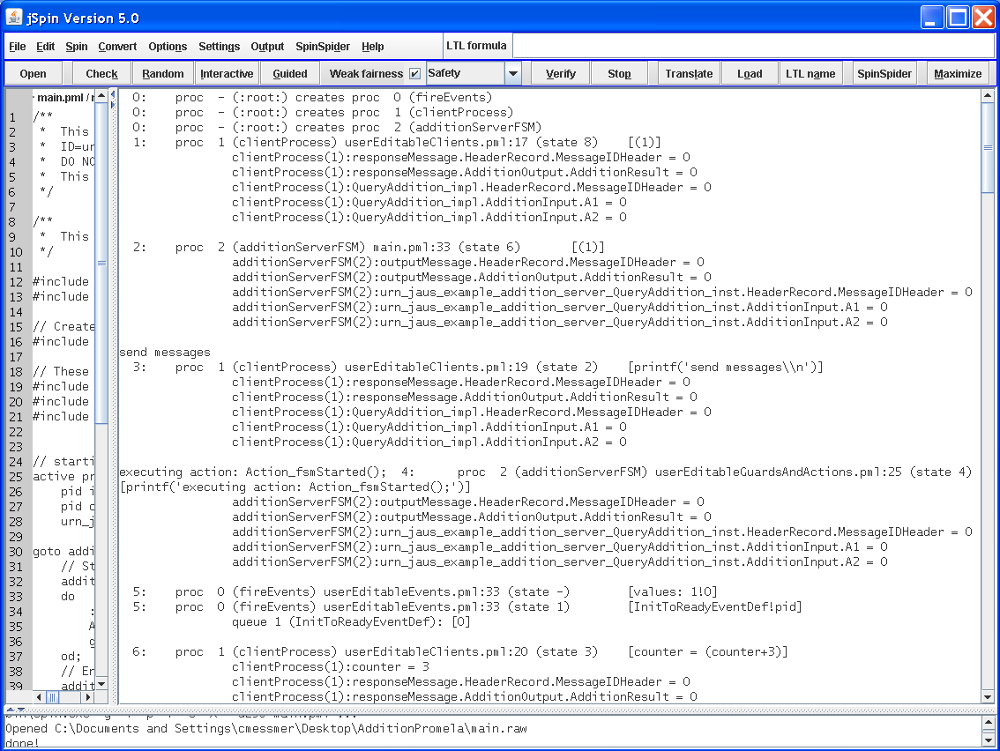 jSpin Version 5.0
File Edit Spin Convert Options Settings Output SpinSpider Help LTL formula
Open Check Random Interactive Guided Weak fairness Safety Verify Stop Translate Load LTL name SpinSpider Maximize
main.pml /
1 /**
2 * This
3 * ID=
4 * DO
5 * This
6 */
7
8 /**
9 * This
10 */
11
12 #include
13 #include
14
15 // Create
16 #include
17
18 // These
19 #include
20 #include
21 #include
22
23
24 // starti
25 active pr
26 pid i
27 pid
28 urn_j
29
30 goto addi
31 // St
32 addit
33 do
34 :
35 A
36 g
37 od;
38 // En
39 addit
0: proc - (:root:) creates proc 0 (fireEvents)
0: proc - (:root:) creates proc 1 (clientProcess)
0: proc - (:root:) creates proc 2 (additionServerFSM)
1: proc 1 (clientProcess) userEditableClients.pml:17 (state 8) [(1)]
clientProcess(1):responseMessage.HeaderRecord.MessageIDHeader = 0
clientProcess(1):responseMessage.AdditionOutput.AdditionResult = 0
clientProcess(1):QueryAddition_impl.HeaderRecord.MessageIDHeader = 0
clientProcess(1):QueryAddition_impl.AdditionInput.A1 = 0
clientProcess(1):QueryAddition_impl.AdditionInput.A2 = 0
2: proc 2 (additionServerFSM) main.pml:33 (state 6) [(1)]
additionServerFSM(2):outputMessage.HeaderRecord.MessageIDHeader = 0
additionServerFSM(2):outputMessage.AdditionOutput.AdditionResult = 0
additionServerFSM(2):urn_jaus_example_addition_server_QueryAddition_inst.HeaderRecord.MessageIDHeader = 0
additionServerFSM(2):urn_jaus_example_addition_server_QueryAddition_inst.AdditionInput.A1 = 0
additionServerFSM(2):urn_jaus_example_addition_server_QueryAddition_inst.AdditionInput.A2 = 0
send messages
3: proc 1 (clientProcess) userEditableClients.pml:19 (state 2) [printf('send messages\\n')]
clientProcess(1):responseMessage.HeaderRecord.MessageIDHeader = 0
clientProcess(1):responseMessage.AdditionOutput.AdditionResult = 0
clientProcess(1):QueryAddition_impl.HeaderRecord.MessageIDHeader = 0
clientProcess(1):QueryAddition_impl.AdditionInput.A1 = 0
clientProcess(1):QueryAddition_impl.AdditionInput.A2 = 0
executing action: Action_fsmStarted(); 4: proc 2 (additionServerFSM) userEditableGuardsAndActions.pml:25 (state 4)
[printf('executing action: Action_fsmStarted();')]
additionServerFSM(2):outputMessage.HeaderRecord.MessageIDHeader = 0
additionServerFSM(2):outputMessage.AdditionOutput.AdditionResult = 0
additionServerFSM(2):urn_jaus_example_addition_server_QueryAddition_inst.HeaderRecord.MessageIDHeader = 0
additionServerFSM(2):urn_jaus_example_addition_server_QueryAddition_inst.AdditionInput.A1 = 0
additionServerFSM(2):urn_jaus_example_addition_server_QueryAddition_inst.AdditionInput.A2 = 0
5: proc 0 (fireEvents) userEditableEvents.pml:33 (state -) [values: 1!0]
5: proc 0 (fireEvents) userEditableEvents.pml:33 (state 1) [InitToReadyEventDef!pid]
queue 1 (InitToReadyEventDef): [0]
6: proc 1 (clientProcess) userEditableClients.pml:20 (state 3) [counter = (counter+3)]
clientProcess(1):counter = 3
clientProcess(1):responseMessage.HeaderRecord.MessageIDHeader = 0
clientProcess(1):responseMessage.AdditionOutput.AdditionResult = 0
Opened C:\Documents and Settings\cmessmer\Desktop\AdditionPromela\main.raw
done!